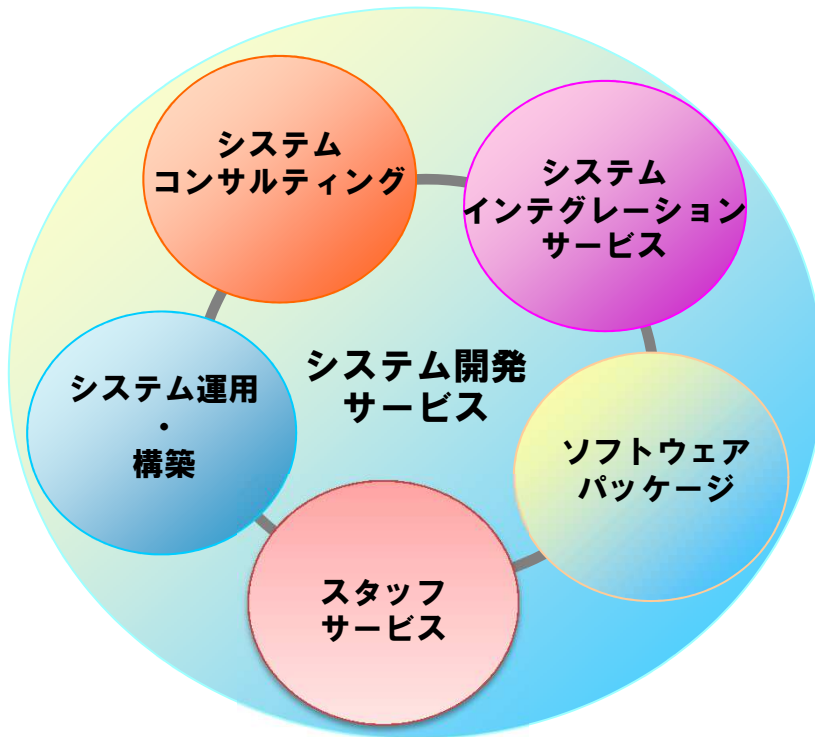 システム
コンサルティング
システム
インテグレーション
サービス
システム開発
サービス
システム運用
・
構築
ソフトウェア
パッケージ
スタッフ
サービス